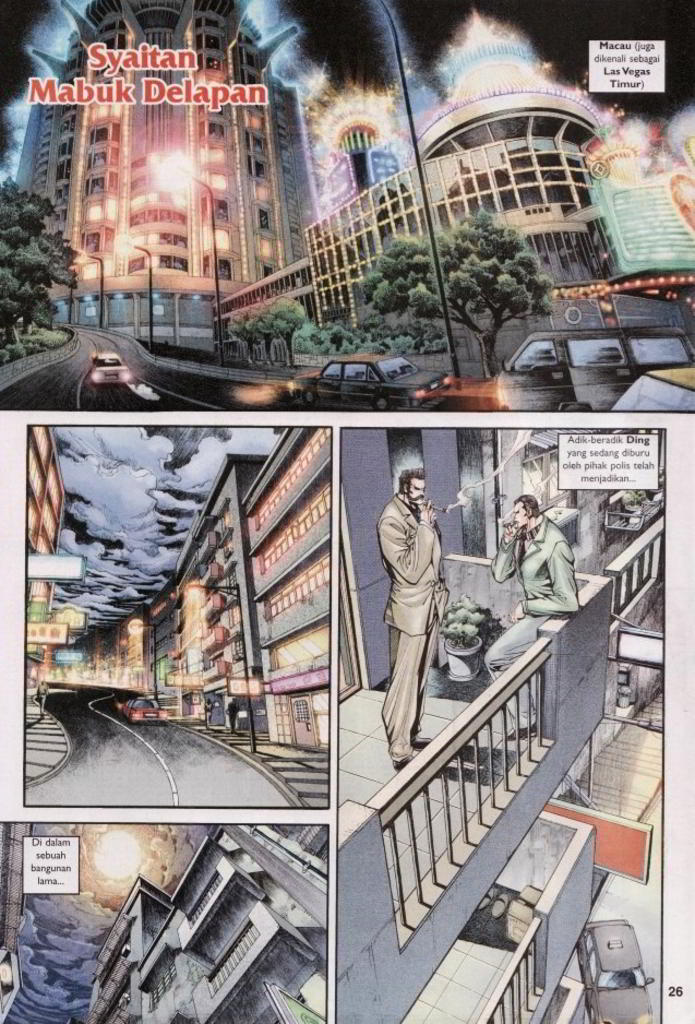 Syaitan
Mabuk Delapan
Macau (juga
dikenali sebagai
Las Vegas
Timur)
Adik-beradik Ding
yang sedang diburu
oleh pihak polis telah
menjadikan...
Di dalam
sebuah
bangunan
lama...
26